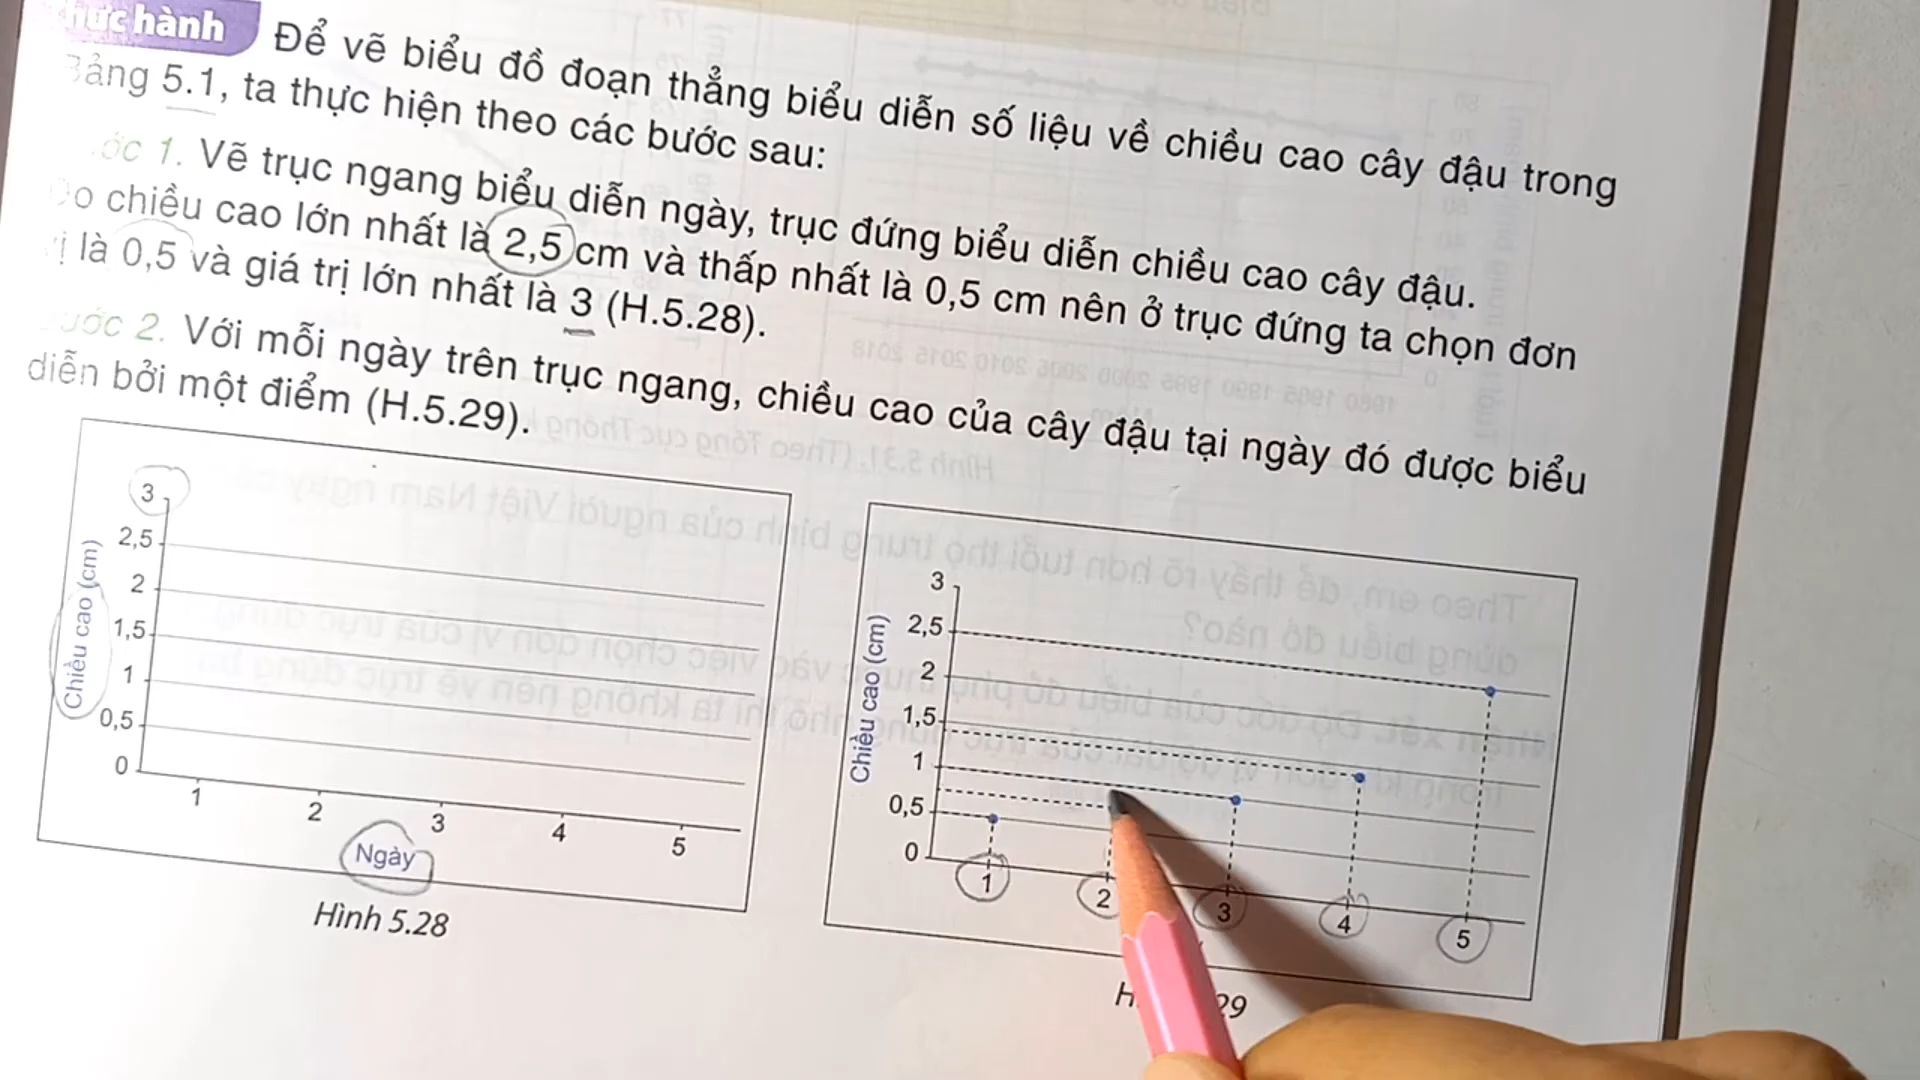 hực hành Để vẽ biểu đồ đoạn thẳng biểu diễn số liệu về chiều cao cây đậu trong
Bảng 5.1, ta thực hiện theo các bước sau:
ớc 1. Vẽ trục ngang biểu diễn ngày, trục đứng biểu diễn chiều cao cây đậu.
Do chiều cao lớn nhất là 2,5 cm và thấp nhất là 0,5 cm nên ở trục đứng ta chọn đơn
ị là 0,5 và giá trị lớn nhất là 3 (H.5.28).
ước 2. Với mỗi ngày trên trục ngang, chiều cao của cây đậu tại ngày đó được biểu
diễn bởi một điểm (H.5.29).
Chiều cao (cm)
3
2,5
2
1,5
1
0,5
0
1 2 3 4 5
Ngày
Hình 5.28
Chiều cao (cm)
3
2,5
2
1,5
1
0,5
0
1 2 3 4 5
H 29